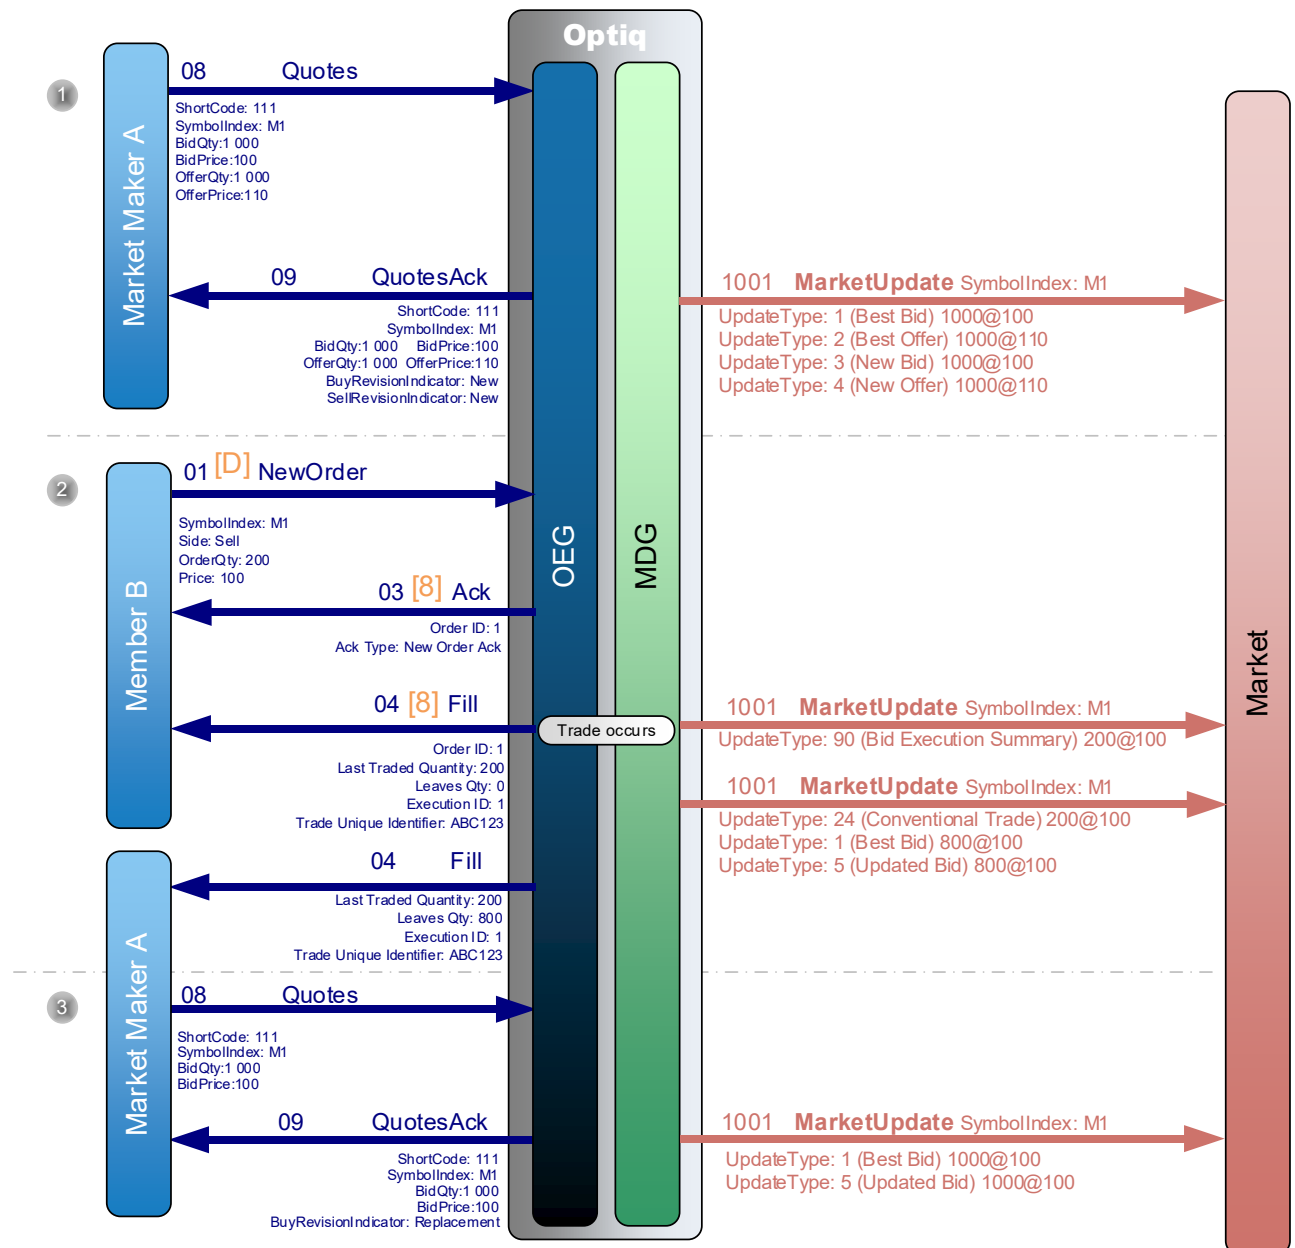 Optiq
1
Market Maker A
08 Quotes
ShortCode: 111
SymbolIndex: M1
BidQty:1 000
BidPrice:100
OfferQty:1 000
OfferPrice:110
09 QuotesAck
ShortCode: 111
SymbolIndex: M1
BidQty:1 000 BidPrice:100
OfferQty:1 000 OfferPrice:110
BuyRevisionIndicator: New
SellRevisionIndicator: New
1001 MarketUpdate SymbolIndex: M1
UpdateType: 1 (Best Bid) 1000@100
UpdateType: 2 (Best Offer) 1000@110
UpdateType: 3 (New Bid) 1000@100
UpdateType: 4 (New Offer) 1000@110
OEG
MDG
Market
2
Member B
01 [D] NewOrder
SymbolIndex: M1
Side: Sell
OrderQty: 200
Price: 100
03 [8] Ack
Order ID: 1
Ack Type: New Order Ack
04 [8] Fill
Trade occurs
Order ID: 1
Last Traded Quantity: 200
Leaves Qty: 0
Execution ID: 1
Trade Unique Identifier: ABC123
1001 MarketUpdate SymbolIndex: M1
UpdateType: 90 (Bid Execution Summary) 200@100
1001 MarketUpdate SymbolIndex: M1
UpdateType: 24 (Conventional Trade) 200@100
UpdateType: 1 (Best Bid) 800@100
UpdateType: 5 (Updated Bid) 800@100
Market Maker A
04 Fill
Last Traded Quantity: 200
Leaves Qty: 800
Execution ID: 1
Trade Unique Identifier: ABC123
3
08 Quotes
ShortCode: 111
SymbolIndex: M1
BidQty:1 000
BidPrice:100
09 QuotesAck
ShortCode: 111
SymbolIndex: M1
BidQty:1 000
BidPrice:100
BuyRevisionIndicator: Replacement
1001 MarketUpdate SymbolIndex: M1
UpdateType: 1 (Best Bid) 1000@100
UpdateType: 5 (Updated Bid) 1000@100